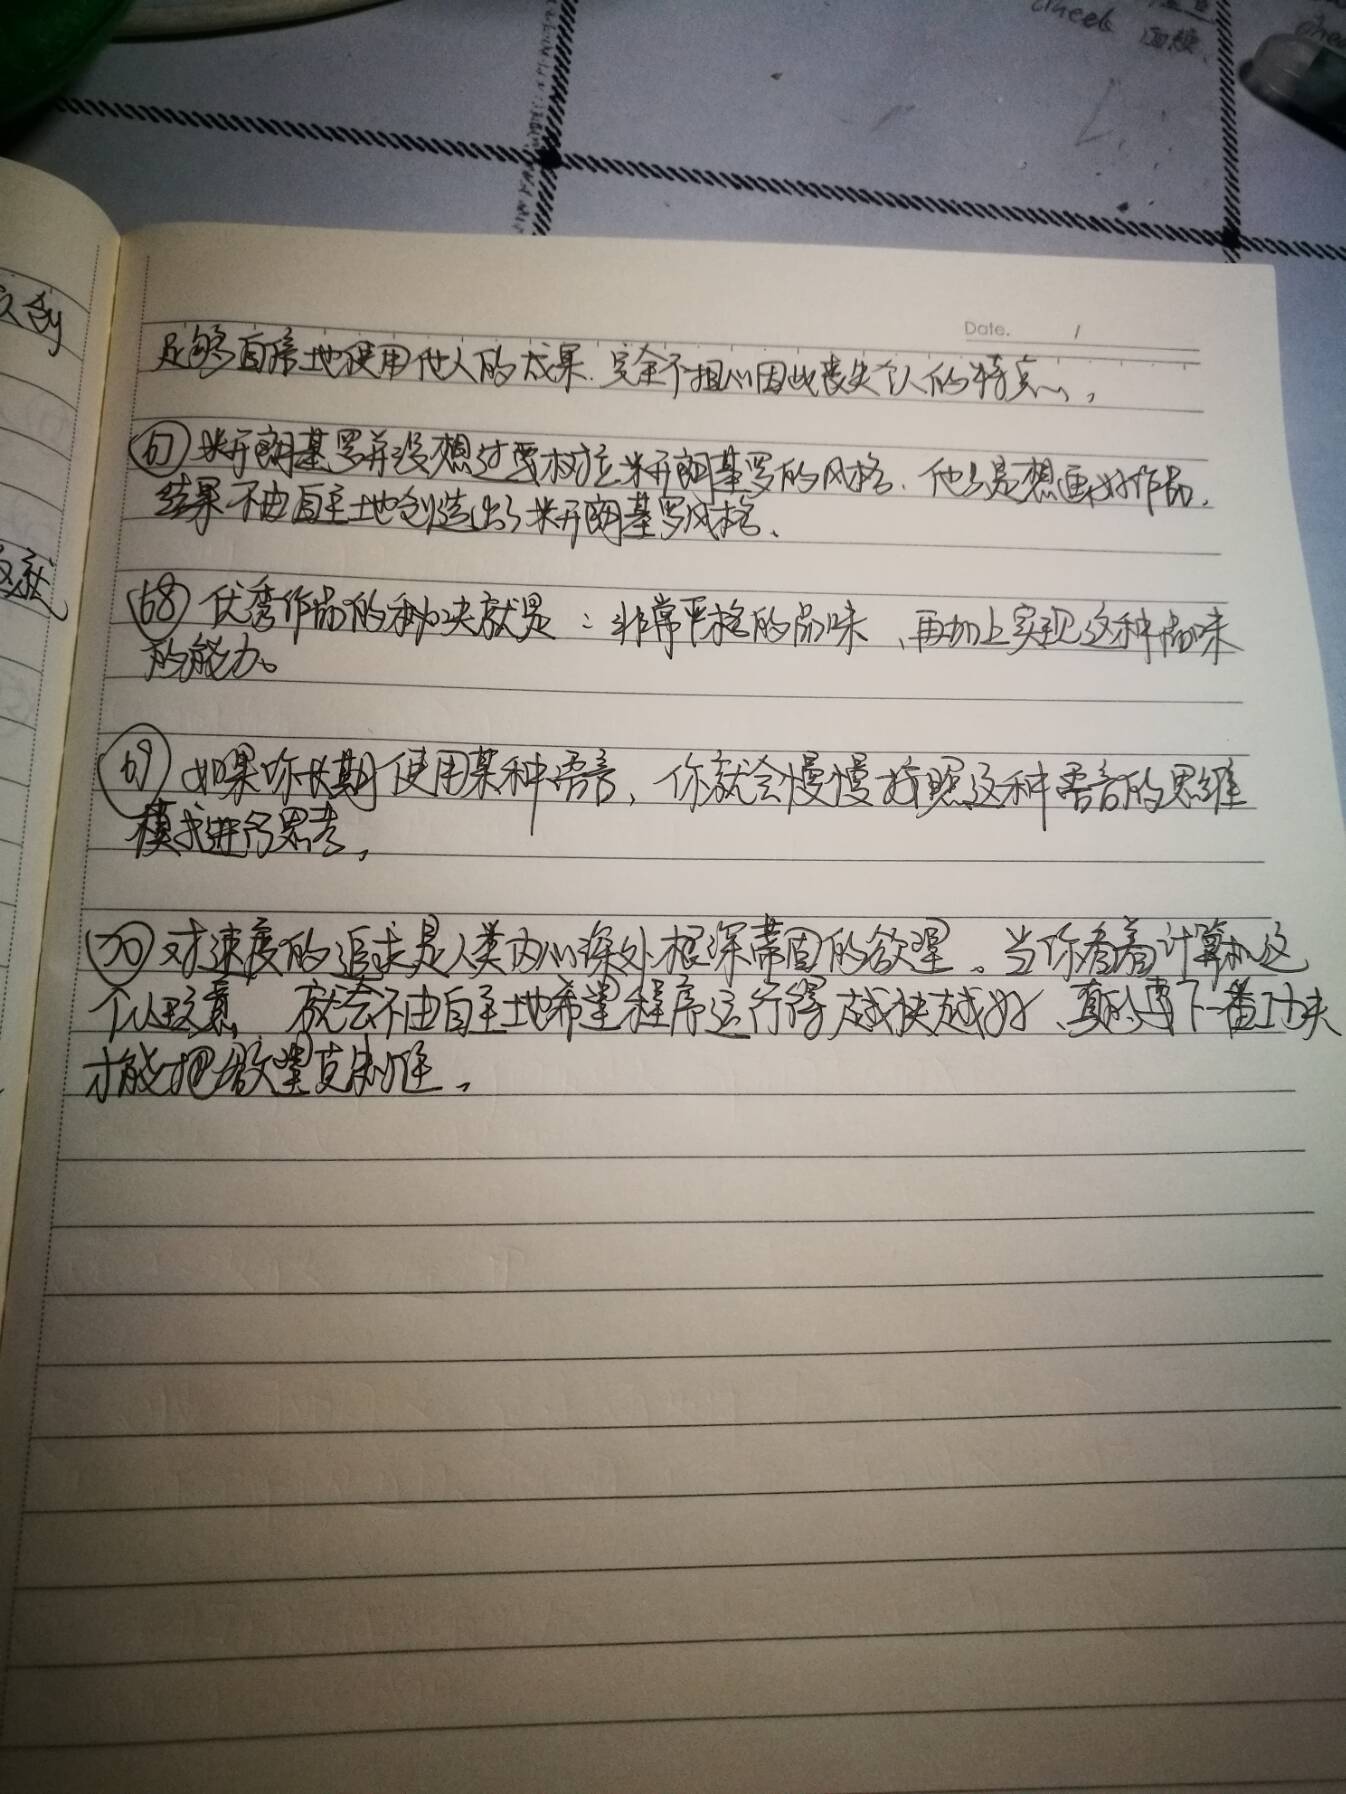 cheek 面颊
Date. /
足够自信地使用他人的成果.完全不担心因此丧失个人的特点,
67 米开朗基罗并没想过要树立米开朗基罗的风格.他只是想画好作品.
结果不由自主地创造出了米开朗基罗风格.
68 优秀作品的秘诀就是:非常严格的品味,再加上实现这种品味
的能力。
69 如果你长期使用某种语言,你就会慢慢按照这种语言的思维
模式进行思考,
70 对速度的追求是人类内心深处根深蒂固的欲望。当你看着计算机这
个 就会不由自主地希望程序运行得越快越好,真的要下一番功夫
才能把欲望克制住,